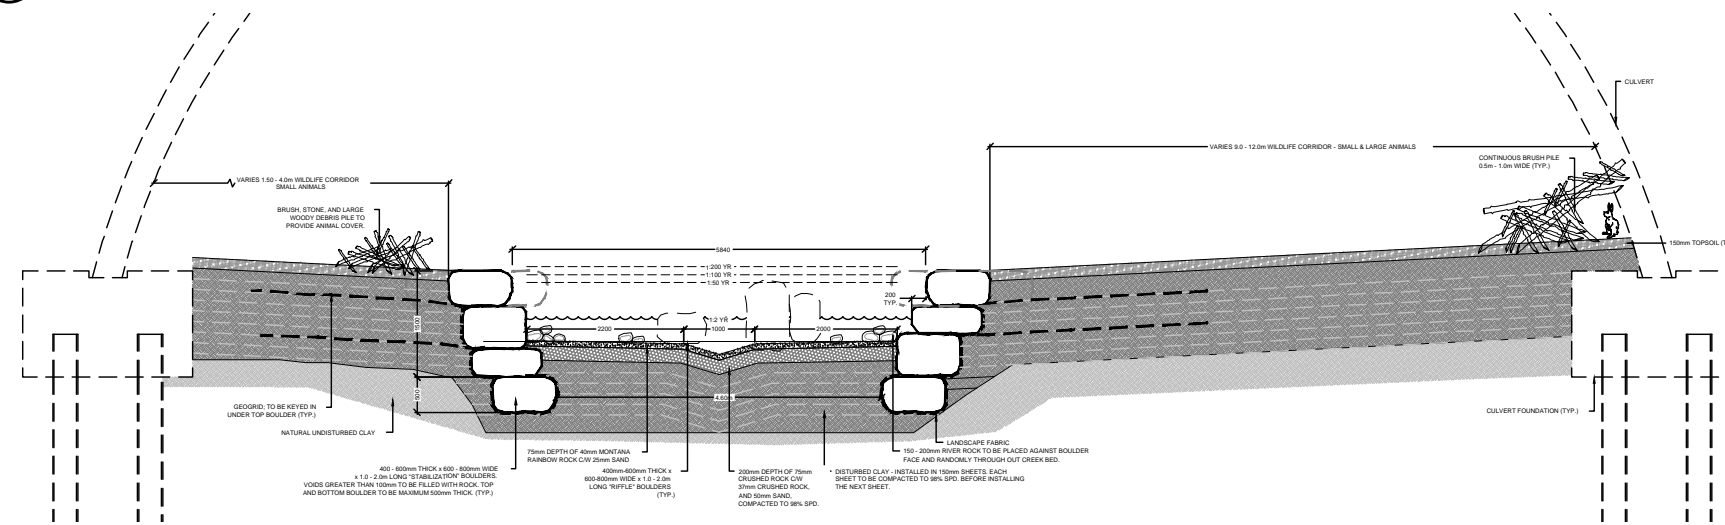 CULVERT
VARIES 9.0 - 12.0m WILDLIFE CORRIDOR - SMALL & LARGE ANIMALS
CONTINUOUS BRUSH PILE
0.5m - 1.0m WIDE (TYP.)
VARIES 1.50 - 4.0m WILDLIFE CORRIDOR
SMALL ANIMALS
BRUSH, STONE, AND LARGE
WOODY DEBRIS PILE TO
PROVIDE ANIMAL COVER.
5840
150mm TOPSOIL (T
1:200 YR
1:100 YR
1:50 YR
200
TYP.
1:2 YR
2200
1000
2000
1500
600
4.60m
GEOGRID; TO BE KEYED IN
UNDER TOP BOULDER (TYP.)
NATURAL UNDISTURBED CLAY
CULVERT FOUNDATION (TYP.)
400 - 600mm THICK x 600 - 800mm WIDE
x 1.0 - 2.0m LONG "STABILIZATION" BOULDERS.
VOIDS GREATER THAN 100mm TO BE FILLED WITH ROCK. TOP
AND BOTTOM BOULDER TO BE MAXIMUM 500mm THICK. (TYP.)
75mm DEPTH OF 40mm MONTANA
RAINBOW ROCK C/W 25mm SAND
400mm-600mm THICK x
600-800mm WIDE x 1.0 - 2.0m
LONG "RIFFLE" BOULDERS
(TYP.)
200mm DEPTH OF 75mm
CRUSHED ROCK C/W
37mm CRUSHED ROCK,
AND 50mm SAND,
COMPACTED TO 98% SPD.
LANDSCAPE FABRIC
150 - 200mm RIVER ROCK TO BE PLACED AGAINST BOULDER
FACE AND RANDOMLY THROUGH OUT CREEK BED.
• DISTURBED CLAY - INSTALLED IN 150mm SHEETS. EACH
SHEET TO BE COMPACTED TO 98% SPD. BEFORE INSTALLING
THE NEXT SHEET.